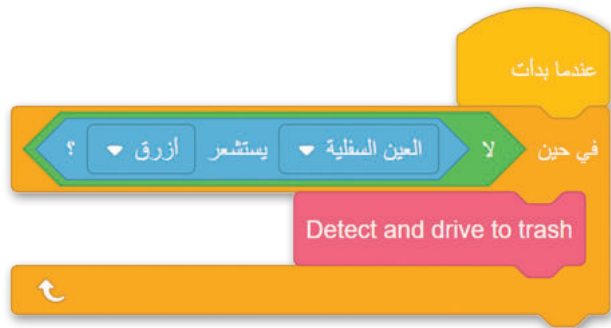 عندما بدأت
في حين لا العين السفلية يستشعر أزرق ؟
Detect and drive to trash